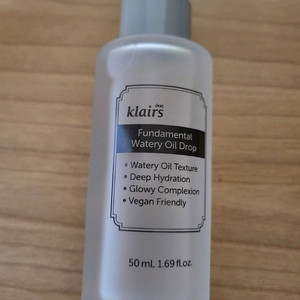 dear,
klairs
Fundamental
Watery Oil Drop
• Watery Oil Texture
• Deep Hydration
• Glowy Complexion
• Vegan Friendly
50 mL 1.69 fl.oz.